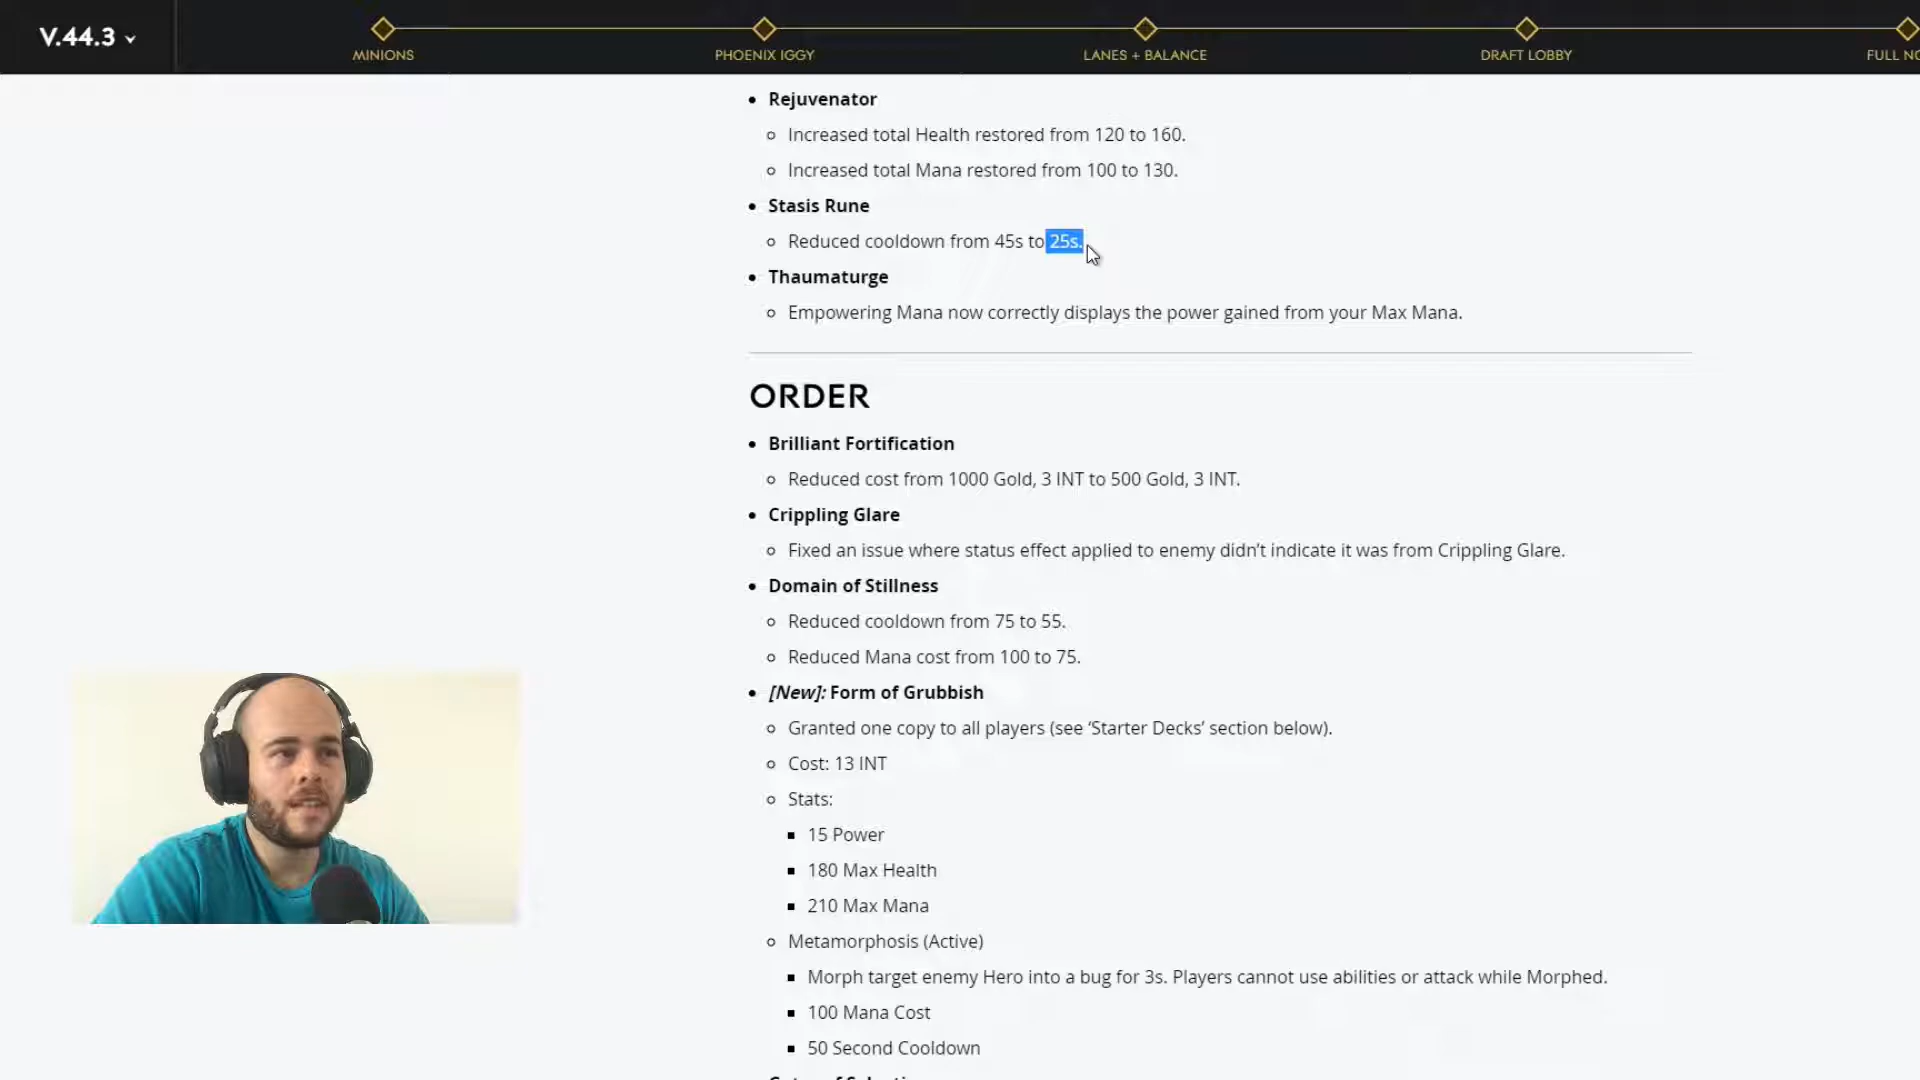 V.44.3
MINIONS
PHOENIX IGGY
LANES + BALANCE
DRAFT LOBBY
FULL
Rejuvenator
Increased total Health restored from 120 to 160.
Increased total Mana restored from 100 to 130.
Stasis Rune
Reduced cooldown from 45s to 25s.
Thaumaturge
Empowering Mana now correctly displays the power gained from your Max Mana.
ORDER
Brilliant Fortification
Reduced cost from 1000 Gold, 3 INT to 500 Gold, 3 INT.
Crippling Glare
Fixed an issue where status effect applied to enemy didn’t indicate it was from Crippling Glare.
Domain of Stillness
Reduced cooldown from 75 to 55.
Reduced Mana cost from 100 to 75.
[New]: Form of Grubbish
Granted one copy to all players (see ‘Starter Decks’ section below).
Cost: 13 INT
Stats:
15 Power
180 Max Health
210 Max Mana
Metamorphosis (Active)
Morph target enemy Hero into a bug for 3s. Players cannot use abilities or attack while Morphed.
100 Mana Cost
50 Second Cooldown